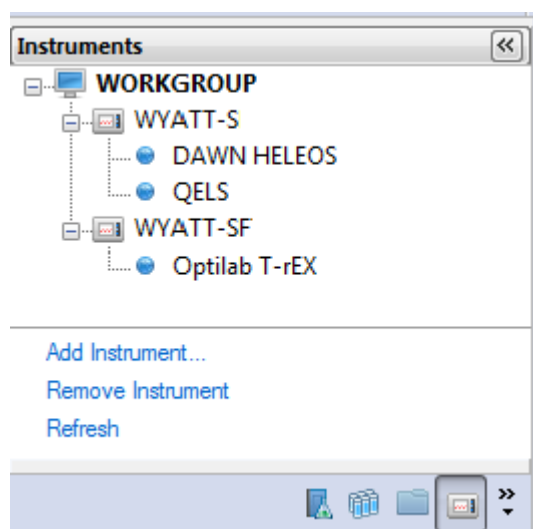 Instruments
WORKGROUP
WYATT-S
DAWN HELEOS
QELS
WYATT-SF
Optilab T-rEX
Add Instrument...
Remove Instrument
Refresh